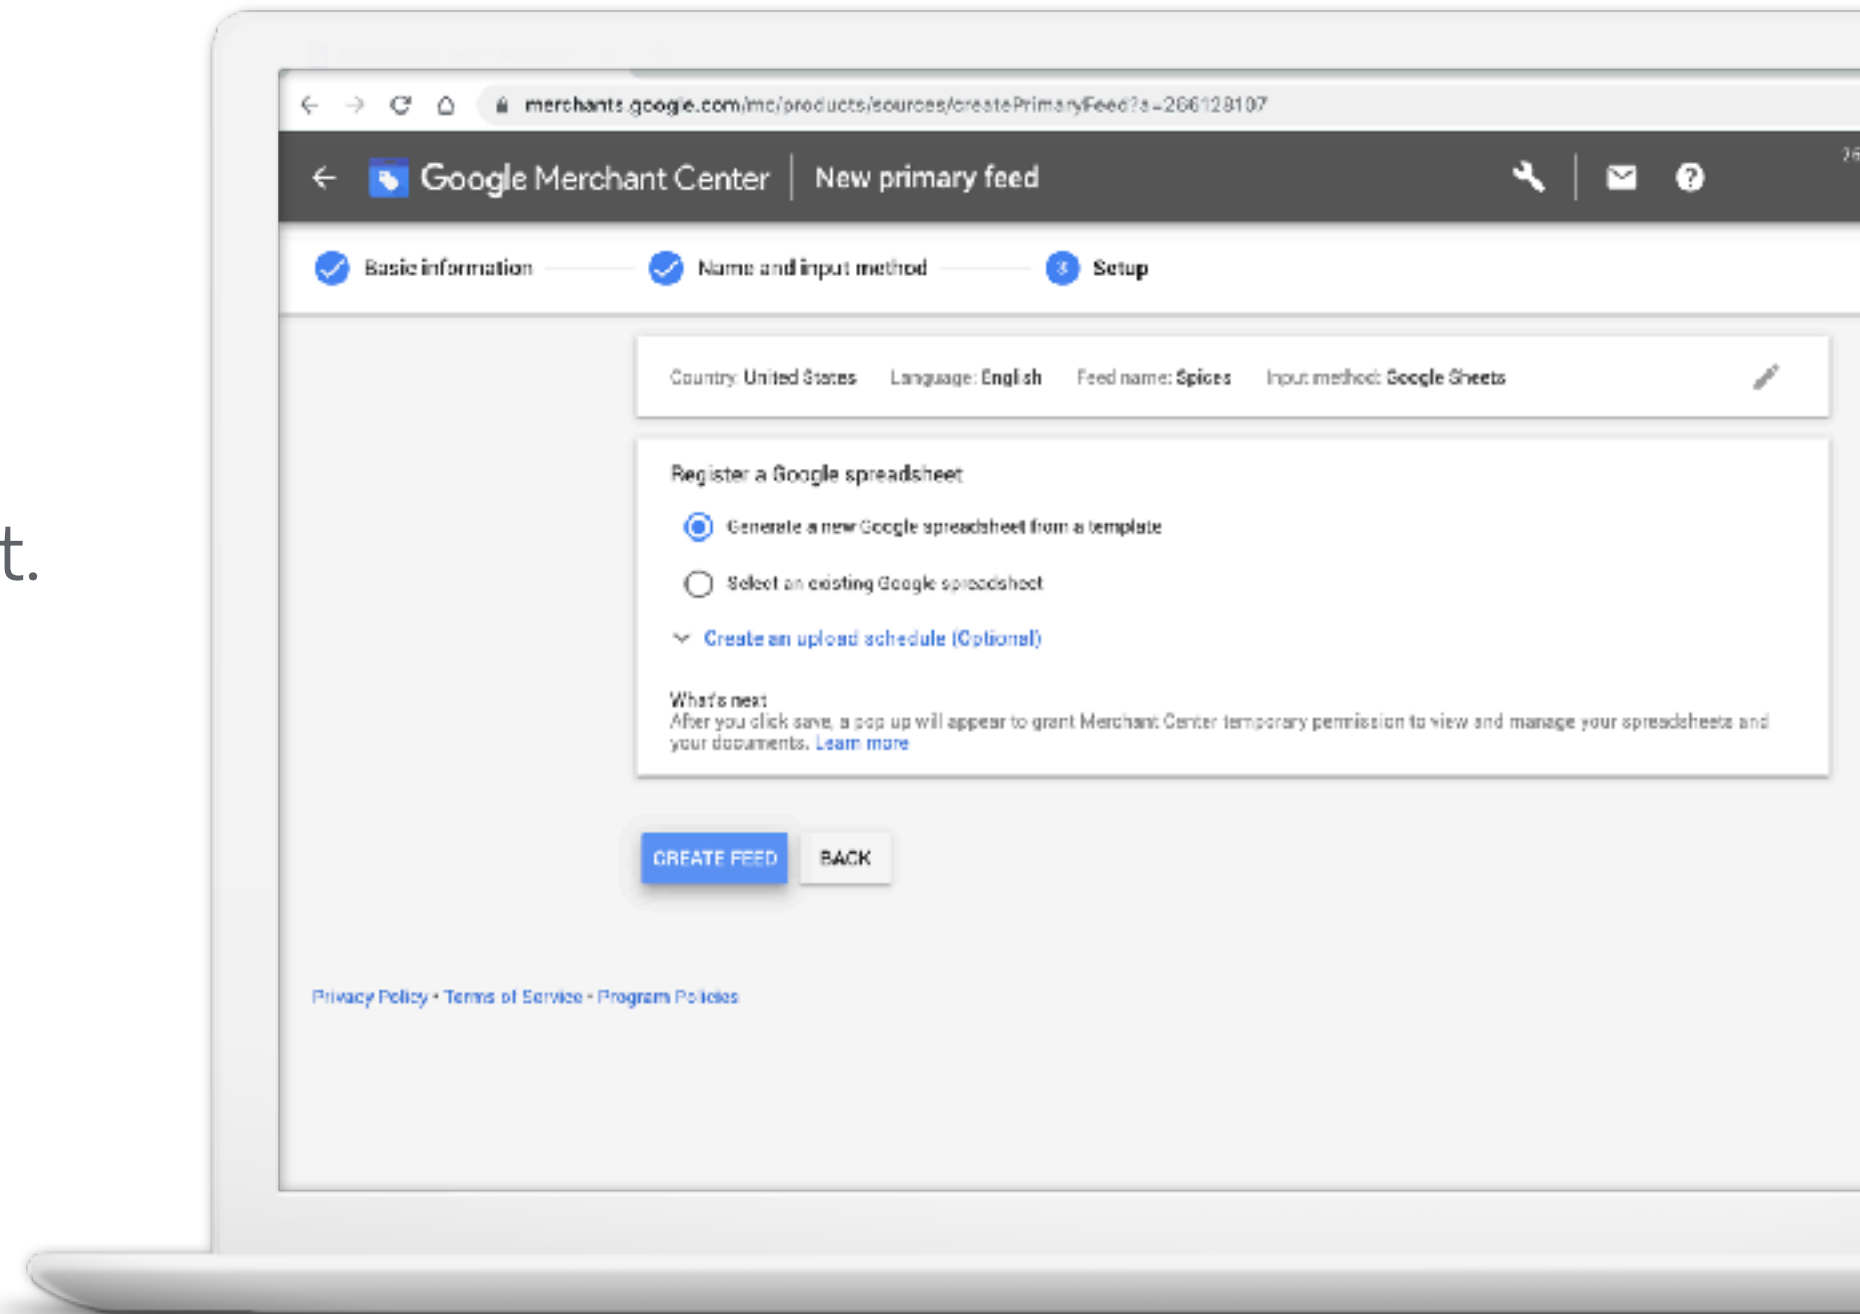 t.
merchants.google.com/mc/products/sources/createPrimaryFeed?a=266128107
26
Google Merchant Center New primary feed
Basic information Name and input method 3 Setup
Country: United States Language: English Feed name: Spices Input method: Google Sheets
Register a Google spreadsheet
Generate a new Google spreadsheet from a template
Select an existing Google spreadsheet
Create an upload schedule (Optional)
What's next
After you click save, a pop up will appear to grant Merchant Center temporary permission to view and manage your spreadsheets and
your documents. Learn more
CREATE FEED BACK
Privacy Policy • Terms of Service • Program Policies